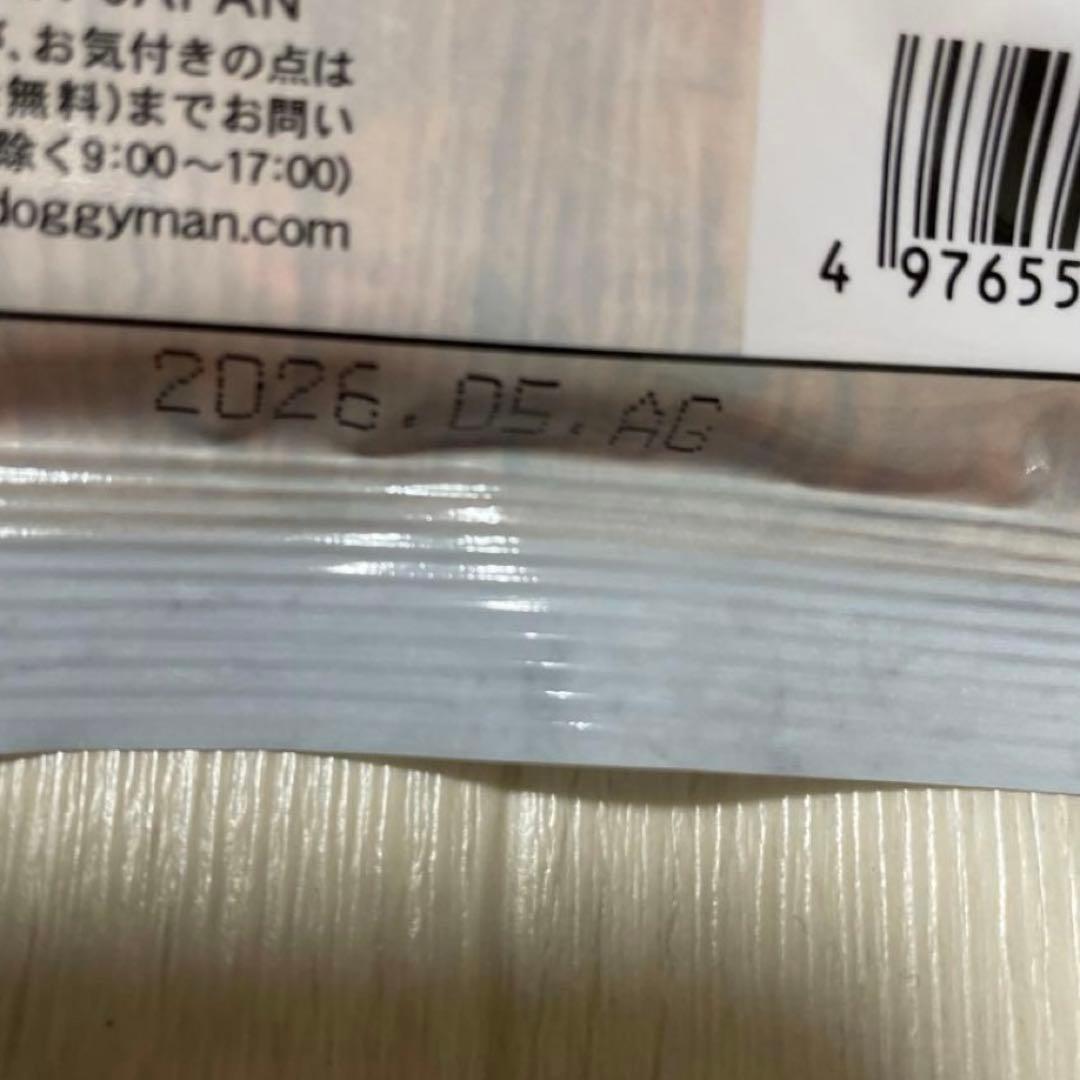 JAPAN
、お気付きの点は
無料)までお問い
除く9:00〜17:00)
doggyman.com
4 97655
2026.05.AG